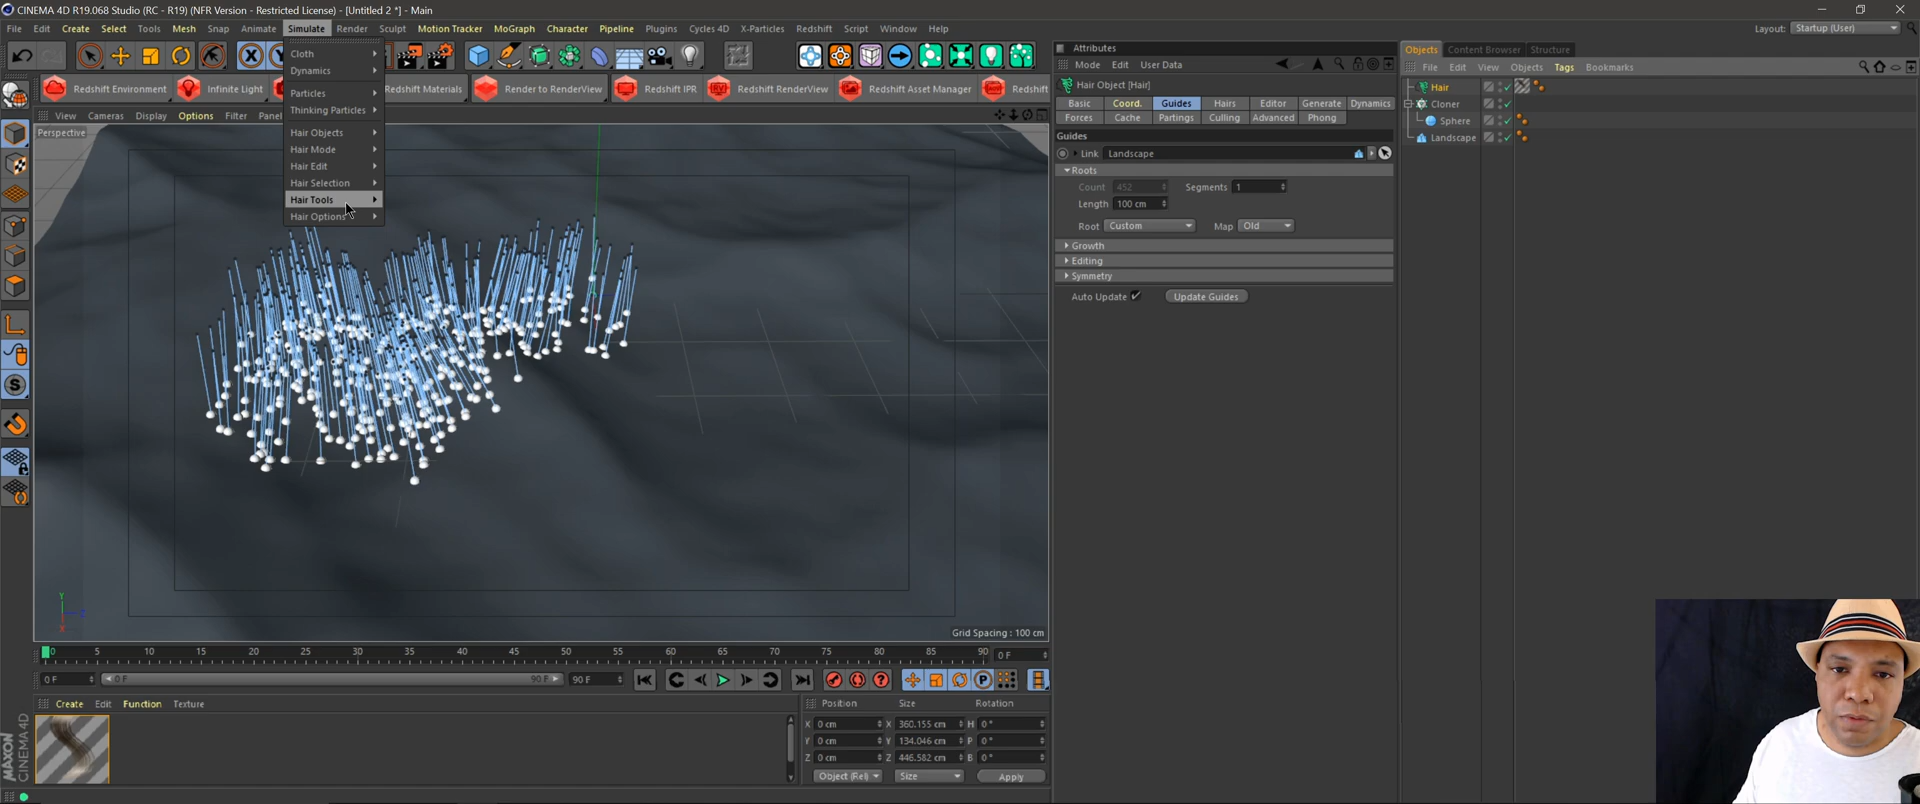 CINEMA 4D R19.068 Studio (RC - R19) (NFR Version - Restricted License) - [Untitled 2 *] - Main
File Edit Create Select Tools Mesh Snap Animate Simulate Render Sculpt Motion Tracker MoGraph Character Pipeline Plugins Cycles 4D X-Particles Redshift Script Window Help
Layout: Startup (User)
Cloth
Dynamics
Particles
Thinking Particles
Hair Objects
Hair Mode
Hair Edit
Hair Selection
Hair Tools
Hair Options
Redshift Environment Infinite Light Redshift Materials Render to RenderView Redshift IPR Redshift RenderView Redshift Asset Manager Redshift
View Cameras Display Options Filter Panel
Perspective
Grid Spacing : 100 cm
Attributes
Mode Edit User Data
Hair Object [Hair]
Basic Coord. Guides Hairs Editor Generate Dynamics
Forces Cache Partings Culling Advanced Phong
Guides
Link Landscape
Roots
Count 452 Segments 1
Length 100 cm
Root Custom Map Old
Growth
Editing
Symmetry
Auto Update Update Guides
Objects Content Browser Structure
File Edit View Objects Tags Bookmarks
Hair
Cloner
Sphere
Landscape
0 5 10 15 20 25 30 35 40 45 50 55 60 65 70 75 80 85 90 0 F
0 F 0 F 90 F 90 F
Create Edit Function Texture
Position Size Rotation
X 0 cm X 360.155 cm H 0°
Y 0 cm Y 134.046 cm P 0°
Z 0 cm Z 446.582 cm B 0°
Object (Rel) Size Apply
MAXON
CINEMA 4D
Y
Z
X